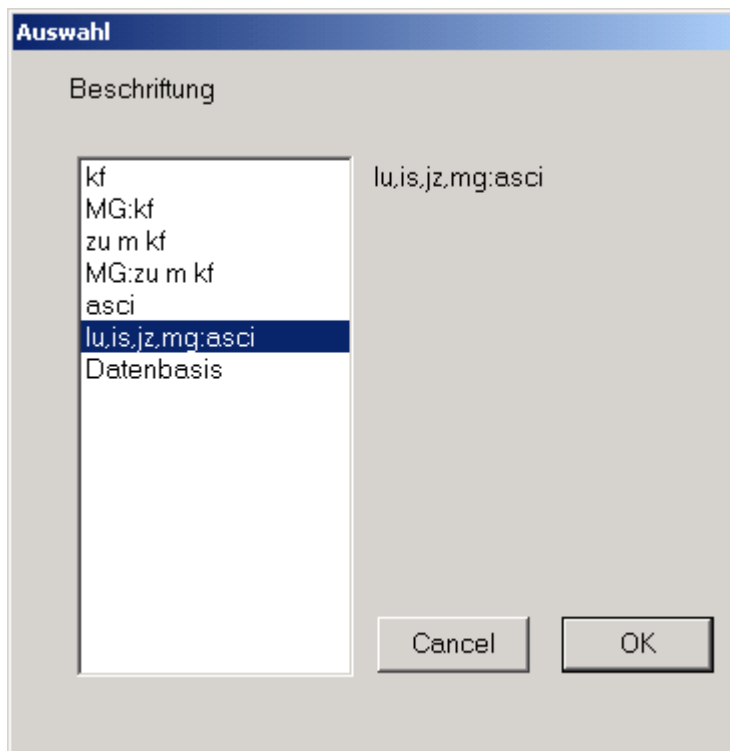 Auswahl
Beschriftung
kf
MG:kf
zu m kf
MG:zu m kf
asci
lu,is,jz,mg:asci
Datenbasis
lu,is,jz,mg:asci
Cancel
OK